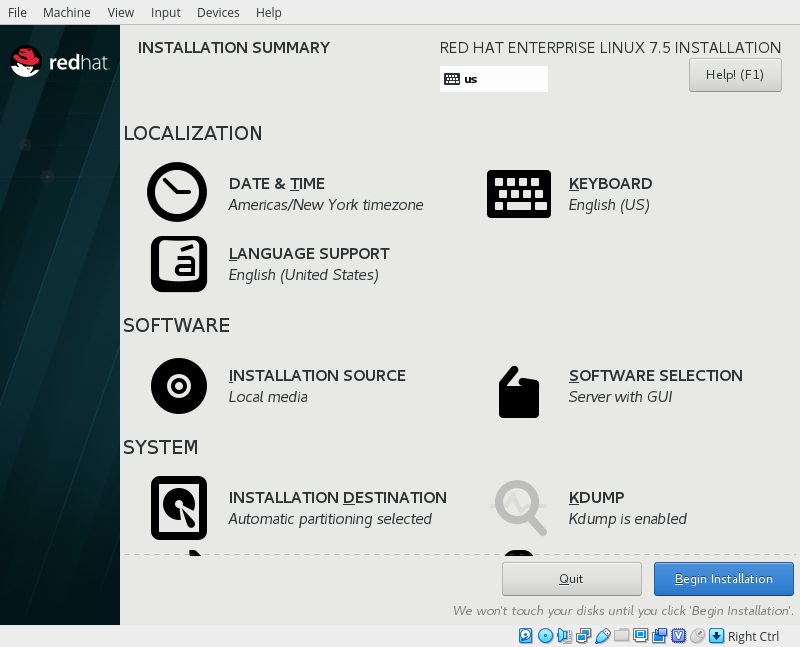 File Machine View Input Devices Help
redhat
INSTALLATION SUMMARY
RED HAT ENTERPRISE LINUX 7.5 INSTALLATION
us
Help! (F1)
LOCALIZATION
DATE & TIME
Americas/New York timezone
KEYBOARD
English (US)
LANGUAGE SUPPORT
English (United States)
SOFTWARE
INSTALLATION SOURCE
Local media
SOFTWARE SELECTION
Server with GUI
SYSTEM
INSTALLATION DESTINATION
Automatic partitioning selected
KDUMP
Kdump is enabled
Quit
Begin Installation
We won't touch your disks until you click 'Begin Installation'.
Right Ctrl